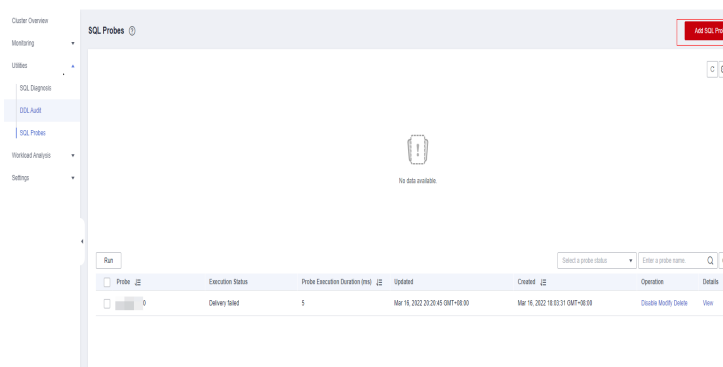 Cluster Overview
Monitoring
Utilities
SQL Diagnosis
DDL Audit
SQL Probes
Workload Analysis
Settings
SQL Probes
Add SQL Pro
No data available.
Run
Select a probe status
Enter a probe name.
Probe Execution Status Probe Execution Duration (ms) Updated Created Operation Details
0 Delivery failed 5 Mar 16, 2022 20:20:45 GMT+08:00 Mar 16, 2022 18:03:31 GMT+08:00 Disable Modify Delete View